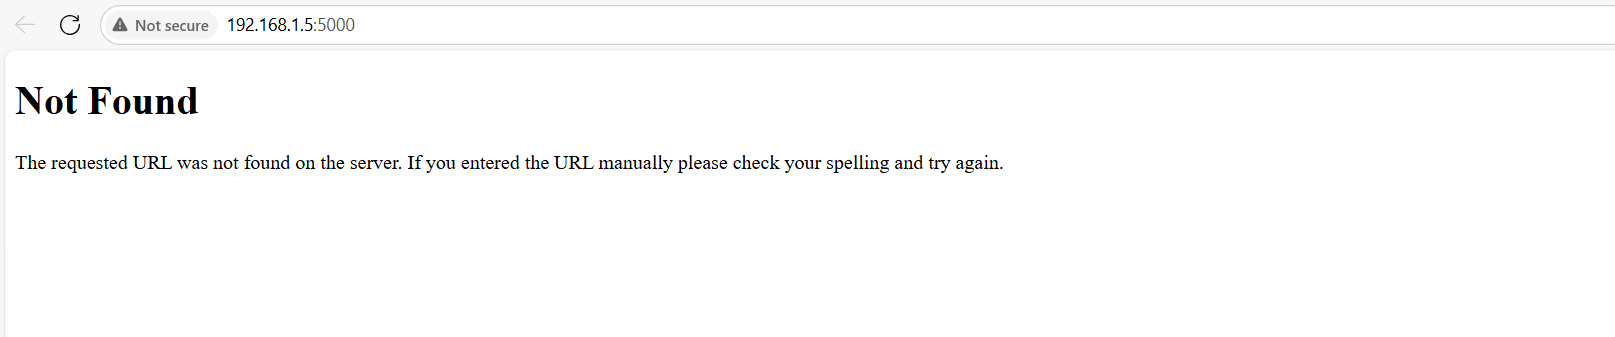 Not secure 192.168.1.5:5000
Not Found
The requested URL was not found on the server. If you entered the URL manually please check your spelling and try again.